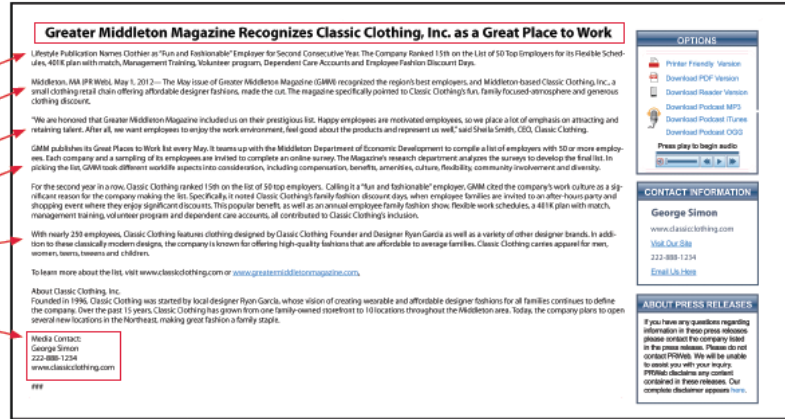 Greater Middleton Magazine Recognizes Classic Clothing, Inc. as a Great Place to Work
Lifestyle Publication Names Clothier as "Fun and Fashionable" Employer for Second Consecutive Year. The Company Ranked 15th on the List of 50 Top Employers for its Flexible Sched-
ules, 401K plan with match, Management Training, Volunteer program, Dependent Care Accounts and Employee Fashion Discount Days.
Middleton, MA (PR Web), May 1, 2012— The May issue of Greater Middleton Magazine (GMM) recognized the region's best employers, and Middleton-based Classic Clothing, Inc., a
small clothing retail chain offering affordable designer fashions, made the cut. The magazine specifically pointed to Classic Clothing's fun, family focused-atmosphere and generous
clothing discount.
"We are honored that Greater Middleton Magazine included us on their prestigious list. Happy employees are motivated employees, so we place a lot of emphasis on attracting and
retaining talent. After all, we want employees to enjoy the work environment, feel good about the products and represent us well," said Sheila Smith, CEO, Classic Clothing.
GMM publishes its Great Places to Work list every May. It teams up with the Middleton Department of Economic Development to compile a list of employers with 50 or more employ-
ees. Each company and a sampling of its employees are invited to complete an online survey. The Magazine's research department analyzes the surveys to develop the final list. In
picking the list, GMM took different worklife aspects into consideration, including compensation, benefits, amenities, culture, flexibility, community involvement and diversity.
For the second year in a row, Classic Clothing ranked 15th on the list of 50 top employers. Calling it a "fun and fashionable" employer, GMM cited the company's work culture as a sig-
nificant reason for the company making the list. Specifically, it noted Classic Clothing's family fashion discount days, when employee families are invited to an after-hours party and
shopping event where they enjoy significant discounts. This popular benefit, as well as an annual employee family fashion show, flexible work schedules, a 401K plan with match,
management training, volunteer program and dependent care accounts, all contributed to Classic Clothing's inclusion.
With nearly 250 employees, Classic Clothing features clothing designed by Classic Clothing Founder and Designer Ryan Garcia as well as a variety of other designer brands. In addi-
tion to these classically modern designs, the company is known for offering high-quality fashions that are affordable to average families. Classic Clothing carries apparel for men,
women, teens, tweens and children.
To learn more about the list, visit www.classicclothing.com or www.greatermiddletonmagazine.com.
About Classic Clothing, Inc.
Founded in 1996, Classic Clothing was started by local designer Ryan Garcia, whose vision of creating wearable and affordable designer fashions for all families continues to define
the company. Over the past 15 years, Classic Clothing has grown from one family-owned storefront to 10 locations throughout the Middleton area. Today, the company plans to open
several new locations in the Northeast, making great fashion a family staple.
Media Contact:
George Simon
222-888-1234
www.classicclothing.com
###
OPTIONS
Printer Friendly Version
Download PDF Version
Download Reader Version
Download Podcast MP3
Download Podcast iTunes
Download Podcast OGG
Press play to begin audio
CONTACT INFORMATION
George Simon
www.classicclothing.com
Visit Our Site
222-888-1234
Email Us Here
ABOUT PRESS RELEASES
If you have any questions regarding
information in these press releases
please contact the company listed
in the press release. Please do not
contact PRWeb. We will be unable
to assist you with your inquiry.
PRWeb disclaims any content
contained in these releases. Our
complete disclaimer appears here.